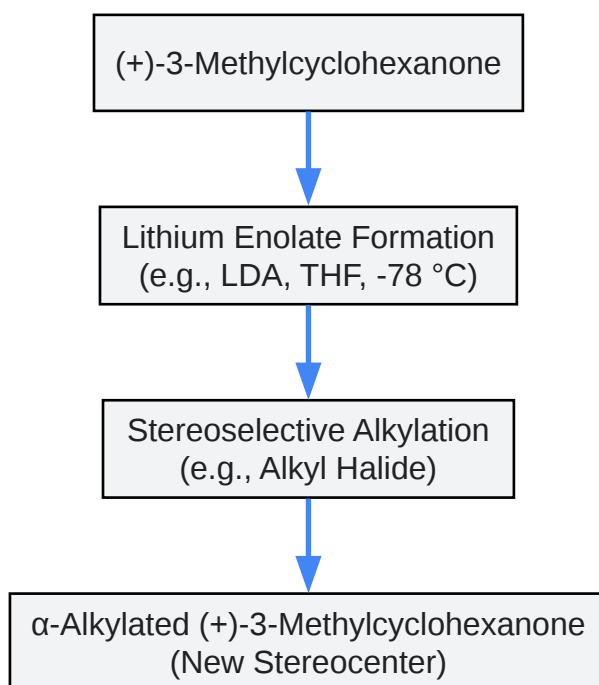 (+)-3-Methylcyclohexanone
Lithium Enolate Formation
(e.g., LDA, THF, -78 °C)
Stereoselective Alkylation
(e.g., Alkyl Halide)
α-Alkylated (+)-3-Methylcyclohexanone
(New Stereocenter)